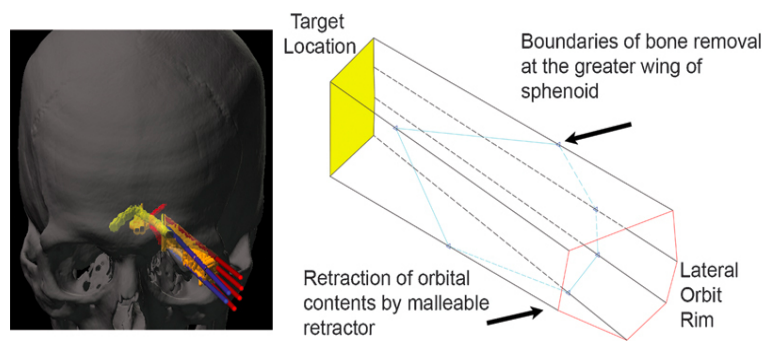 Target
Location
Boundaries of bone removal
at the greater wing of
sphenoid
Retraction of orbital
contents by malleable
retractor
Lateral
Orbit
Rim